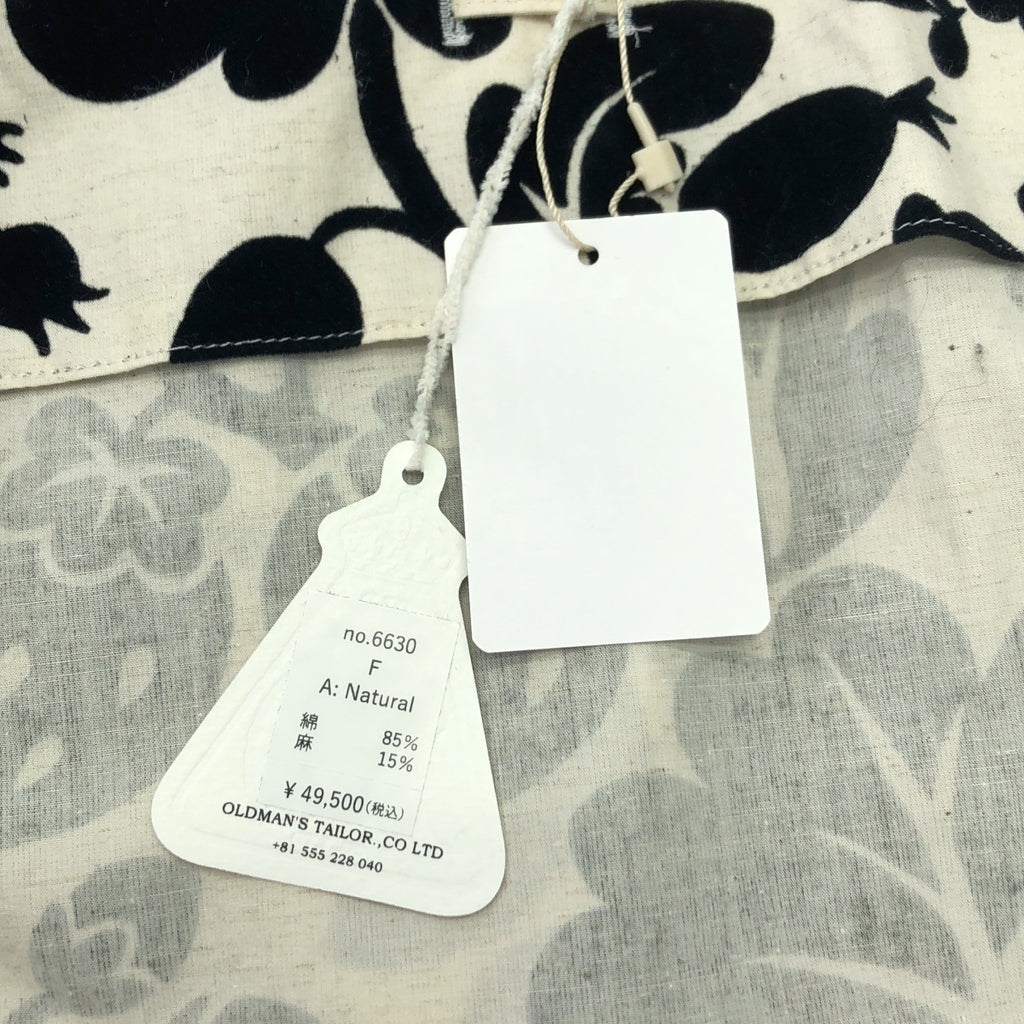 no.6630
F
A: Natural
綿 85%
麻 15%
¥ 49,500(税込)
OLDMAN'S TAILOR.,CO LTD
+81 555 228 040